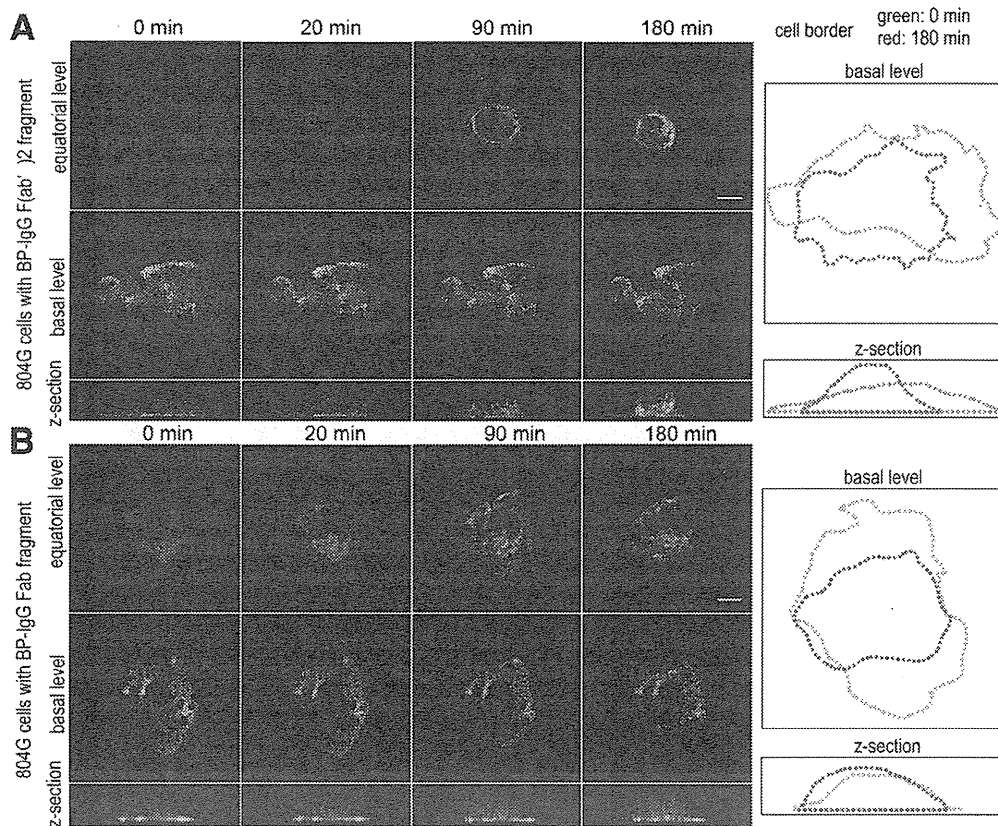 A
0 min 20 min 90 min 180 min
cell border
green: 0 min
red: 180 min
804G cells with BP-IgG F(ab' )2 fragment
equatorial level
basal level
z-section
basal level
z-section
B
0 min 20 min 90 min 180 min
804G cells with BP-IgG Fab fragment
equatorial level
basal level
z-section
basal level
z-section